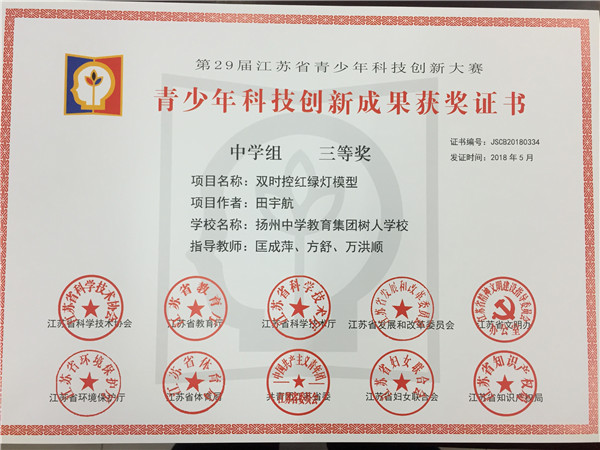 第29届江苏省青少年科技创新大赛
青少年科技创新成果获奖证书
证书编号：JSCB20180334
发证时间：2018年5月
中学组 三等奖
项目名称：双时控红绿灯模型
项目作者：田宇航
学校名称：扬州中学教育集团树人学校
指导教师：匡成萍、方舒、万洪顺
江苏省科学技术协会 江苏省教育厅 江苏省科学技术厅 江苏省发展和改革委员会 江苏省文明办
江苏省环境保护厅 江苏省体育局 共青团江苏省委 江苏省妇女联合会 江苏省知识产权局